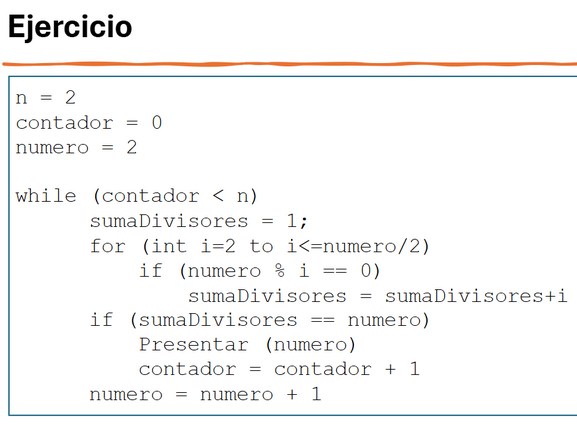 Ejercicio
n = 2
contador = 0
numero = 2
while (contador < n)
sumaDivisores = 1;
for (int i=2 to i<=numero/2)
if (numero % i == 0)
sumaDivisores = sumaDivisores+i
if (sumaDivisores == numero)
Presentar (numero)
contador = contador + 1
numero = numero + 1